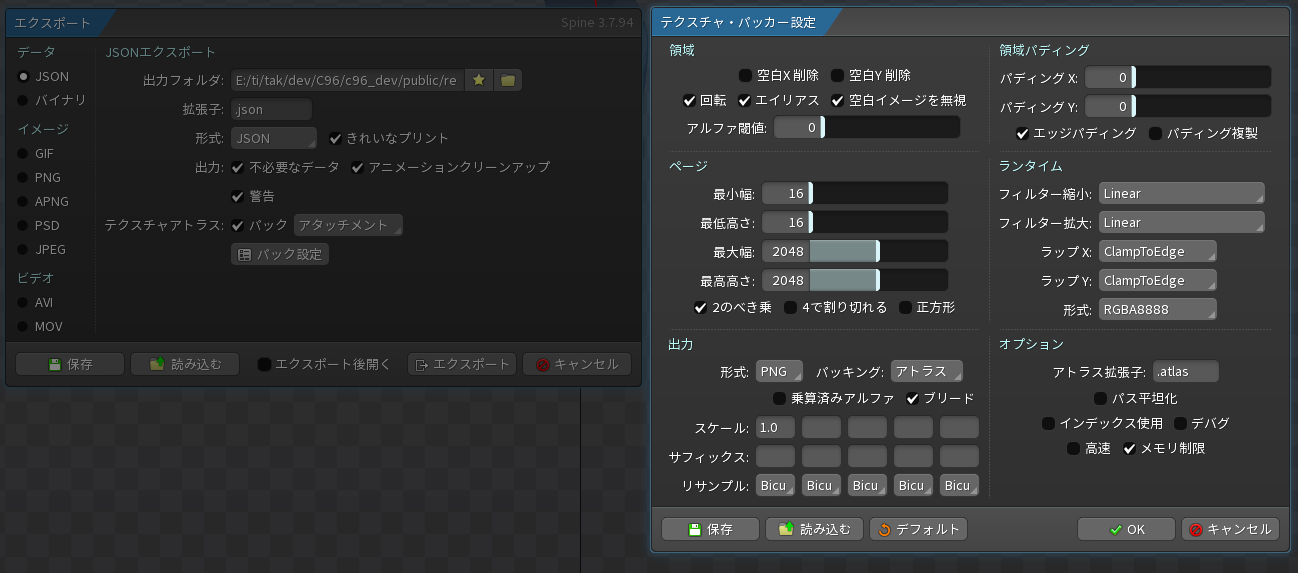 エクスポート Spine 3.7.94
データ
JSON
バイナリ
イメージ
GIF
PNG
APNG
PSD
JPEG
ビデオ
AVI
MOV
JSONエクスポート
出力フォルダ: E:/ti/tak/dev/C96/c96_dev/public/re
拡張子: .json
形式: JSON きれいなプリント
出力: 不必要なデータ アニメーションクリーンアップ
警告
テクスチャアトラス: パック アタッチメント
パック設定
保存 読み込む エクスポート後開く エクスポート キャンセル
テクスチャ・パッカー設定
領域
空白X 削除 空白Y 削除
回転 エイリアス 空白イメージを無視
アルファ閾値: 0
領域パディング
パディング X: 0
パディング Y: 0
エッジパディング パディング複製
ページ
最小幅: 16
最低高さ: 16
最大幅: 2048
最高高さ: 2048
2のべき乗 4で割り切れる 正方形
ランタイム
フィルター縮小: Linear
フィルター拡大: Linear
ラップ X: ClampToEdge
ラップ Y: ClampToEdge
形式: RGBA8888
出力
形式: PNG パッキング: アトラス
乗算済みアルファ ブリード
スケール: 1.0
サフィックス:
リサンプル: Bicu Bicu Bicu Bicu Bicu
オプション
アトラス拡張子: .atlas
パス平坦化
インデックス使用 デバグ
高速 メモリ制限
保存 読み込む デフォルト OK キャンセル